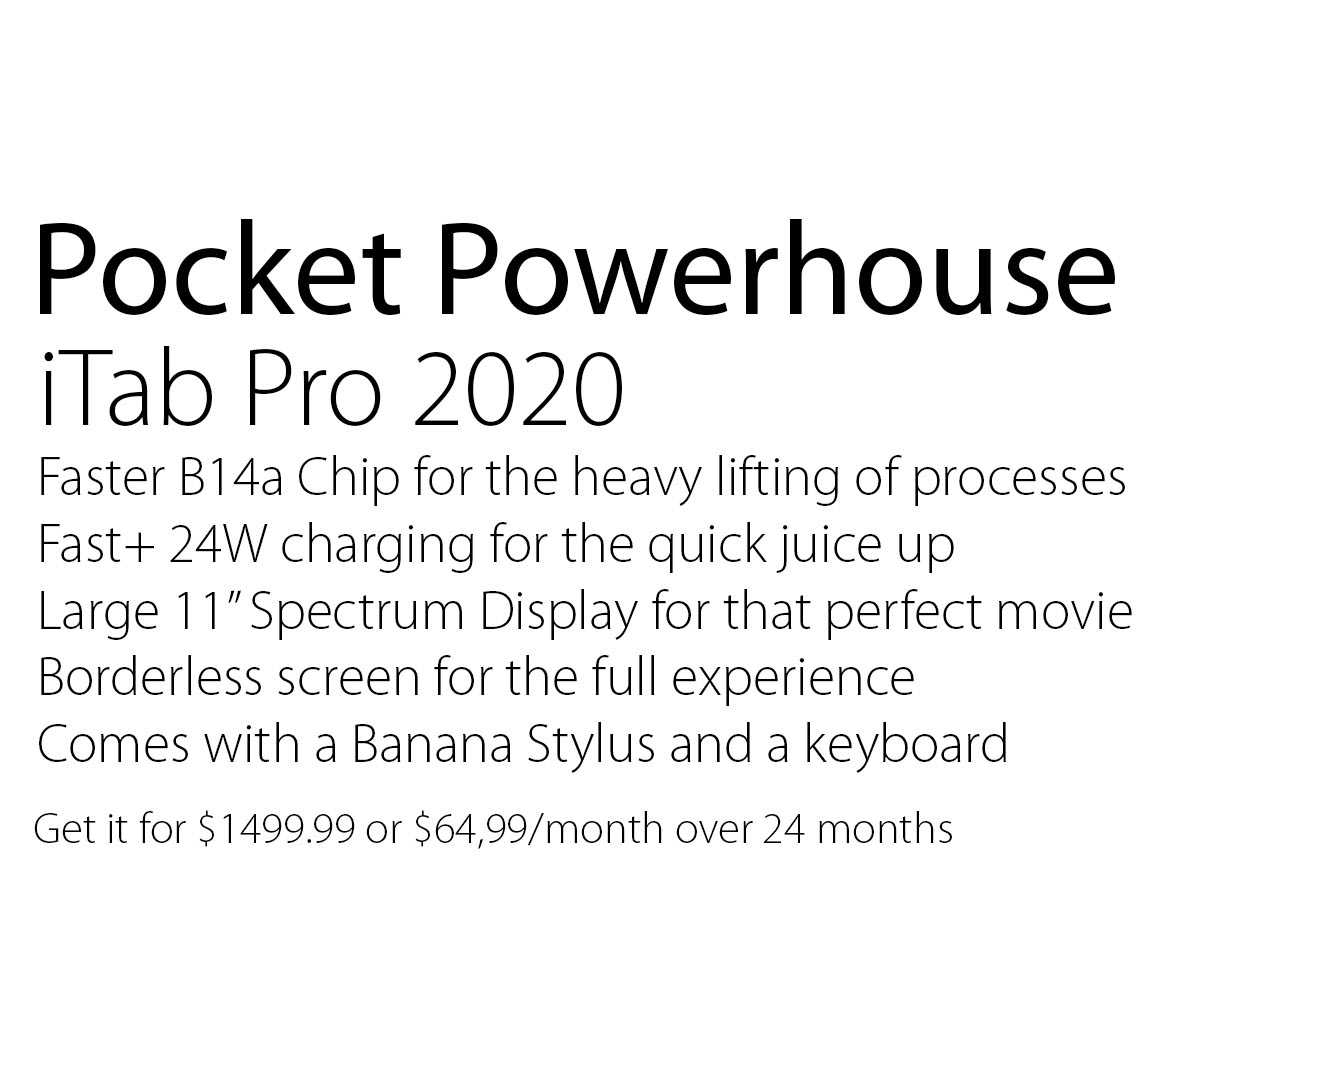 Pocket Powerhouse
iTab Pro 2020
Faster B14a Chip for the heavy lifting of processes
Fast+ 24W charging for the quick juice up
Large 11” Spectrum Display for that perfect movie
Borderless screen for the full experience
Comes with a Banana Stylus and a keyboard
Get it for $1499.99 or $64,99/month over 24 months